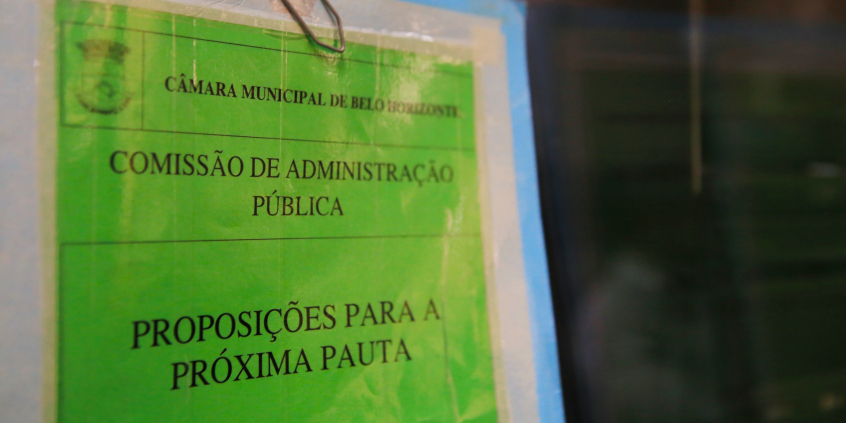 CÂMARA MUNICIPAL DE BELO HORIZONTE
COMISSÃO DE ADMINISTRAÇÃO
PÚBLICA
PROPOSIÇÕES PARA A
PRÓXIMA PAUTA